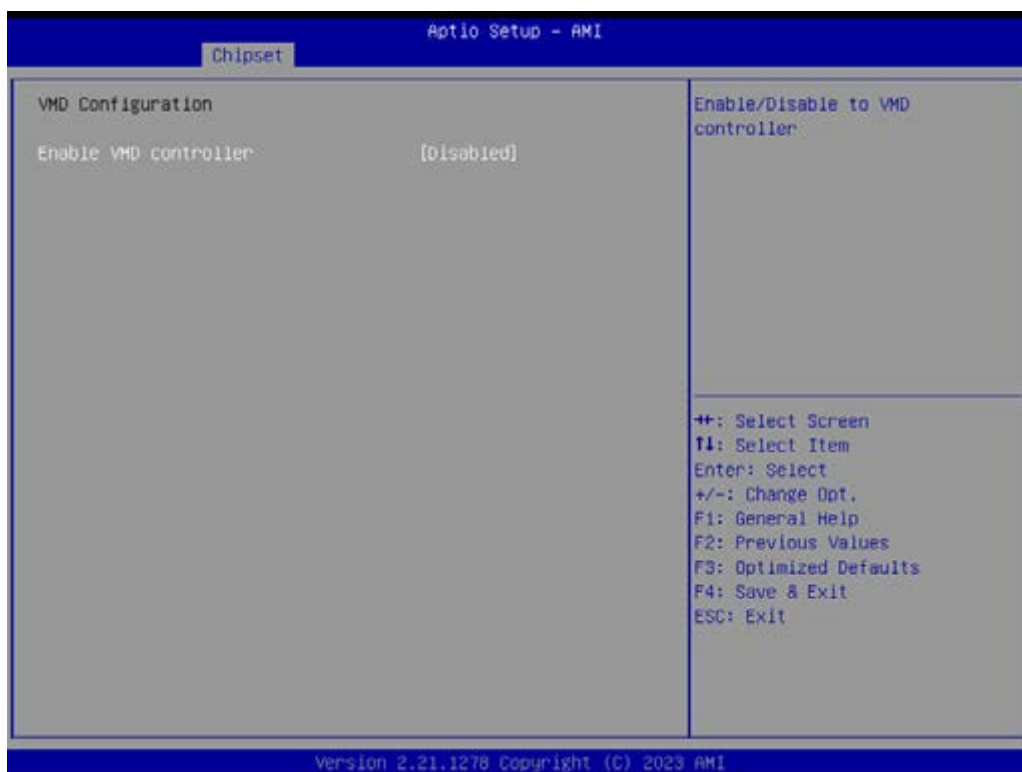 Aptio Setup – AMI
Chipset
VMD Configuration
Enable VMD controller [Disabled]
Enable/Disable to VMD
controller
→←: Select Screen
↑↓: Select Item
Enter: Select
+/-: Change Opt.
F1: General Help
F2: Previous Values
F3: Optimized Defaults
F4: Save & Exit
ESC: Exit
Version 2.21.1278 Copyright (C) 2023 AMI